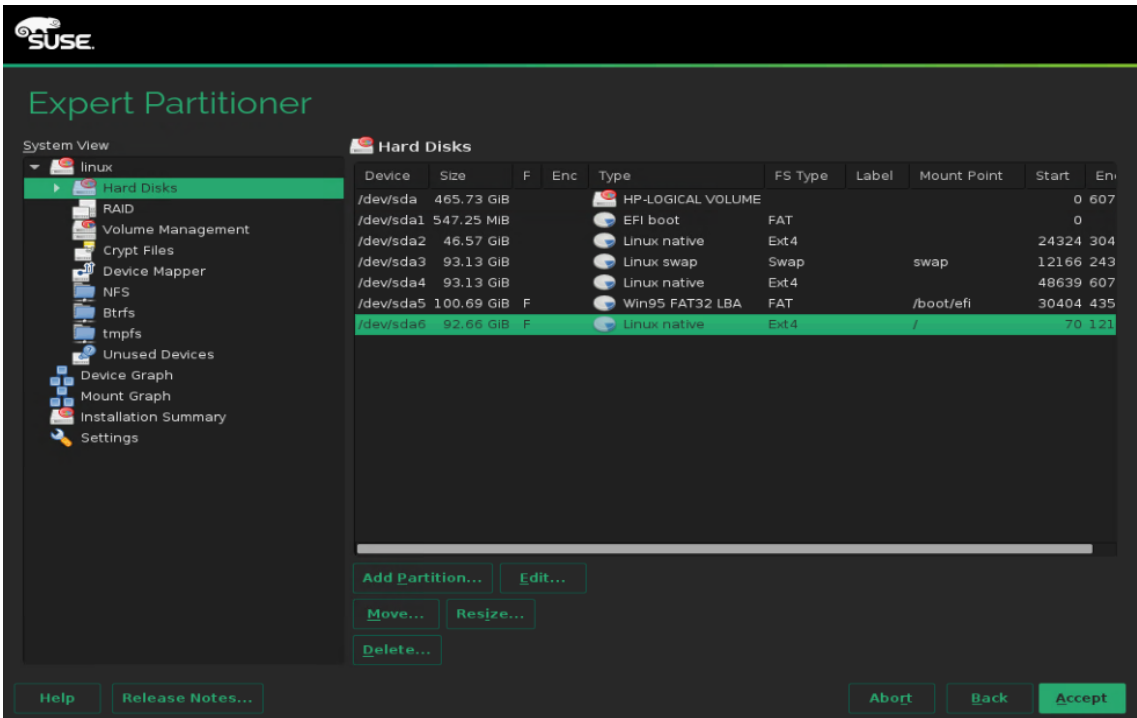 SUSE.
Expert Partitioner
System View
linux
Hard Disks
RAID
Volume Management
Crypt Files
Device Mapper
NFS
Btrfs
tmpfs
Unused Devices
Device Graph
Mount Graph
Installation Summary
Settings
Hard Disks
Device Size F Enc Type FS Type Label Mount Point Start En
/dev/sda 465.73 GiB HP-LOGICAL VOLUME 0 607
/dev/sda1 547.25 MiB EFI boot FAT 0
/dev/sda2 46.57 GiB Linux native Ext4 24324 304
/dev/sda3 93.13 GiB Linux swap Swap swap 12166 243
/dev/sda4 93.13 GiB Linux native Ext4 48639 607
/dev/sda5 100.69 GiB F Win95 FAT32 LBA FAT /boot/efi 30404 435
/dev/sda6 92.66 GiB F Linux native Ext4 / 70 121
Add Partition... Edit...
Move... Resize...
Delete...
Help Release Notes... Abort Back Accept